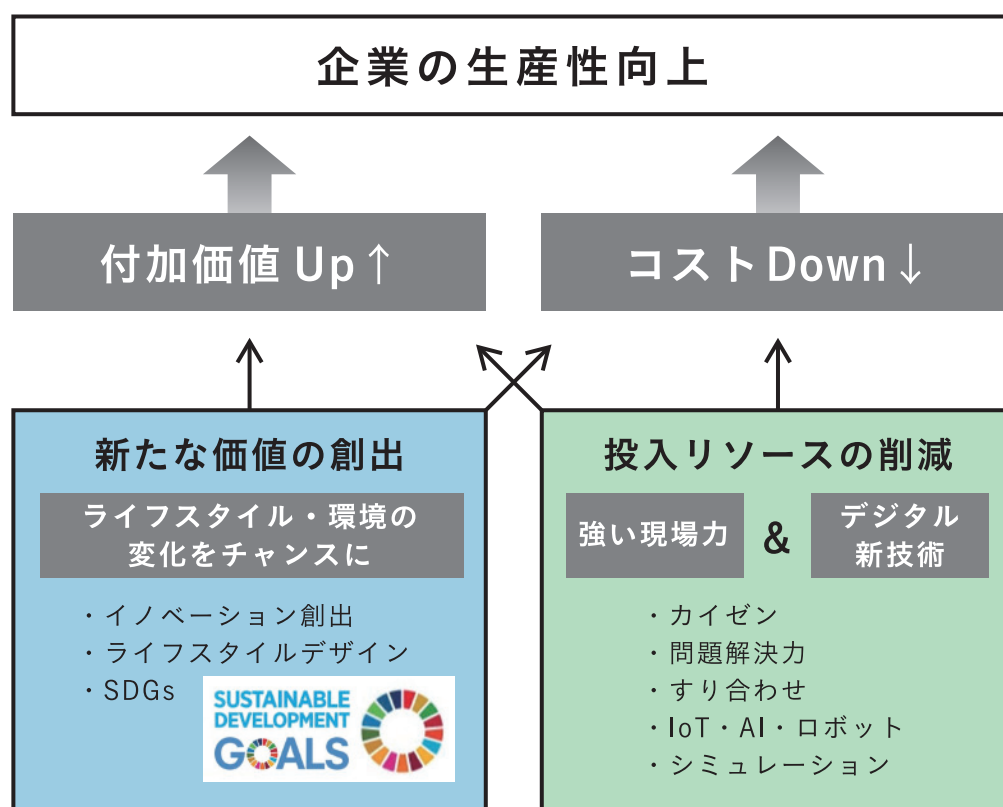 企業の生産性向上
付加価値 Up↑
コストDown↓
新たな価値の創出
ライフスタイル・環境の
変化をチャンスに
・イノベーション創出
・ライフスタイルデザイン
・SDGs
SUSTAINABLE
DEVELOPMENT
GOALS
投入リソースの削減
強い現場力
&
デジタル
新技術
・カイゼン
・問題解決力
・すり合わせ
・IoT・AI・ロボット
・シミュレーション